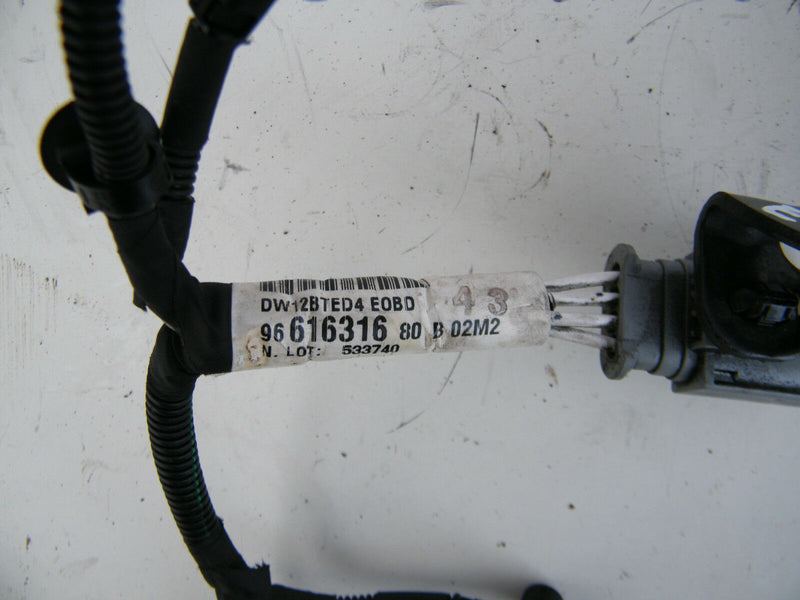 DW12BTED4 EOBD 43
96 616316 80 B 02M2
N. LOT: 533740